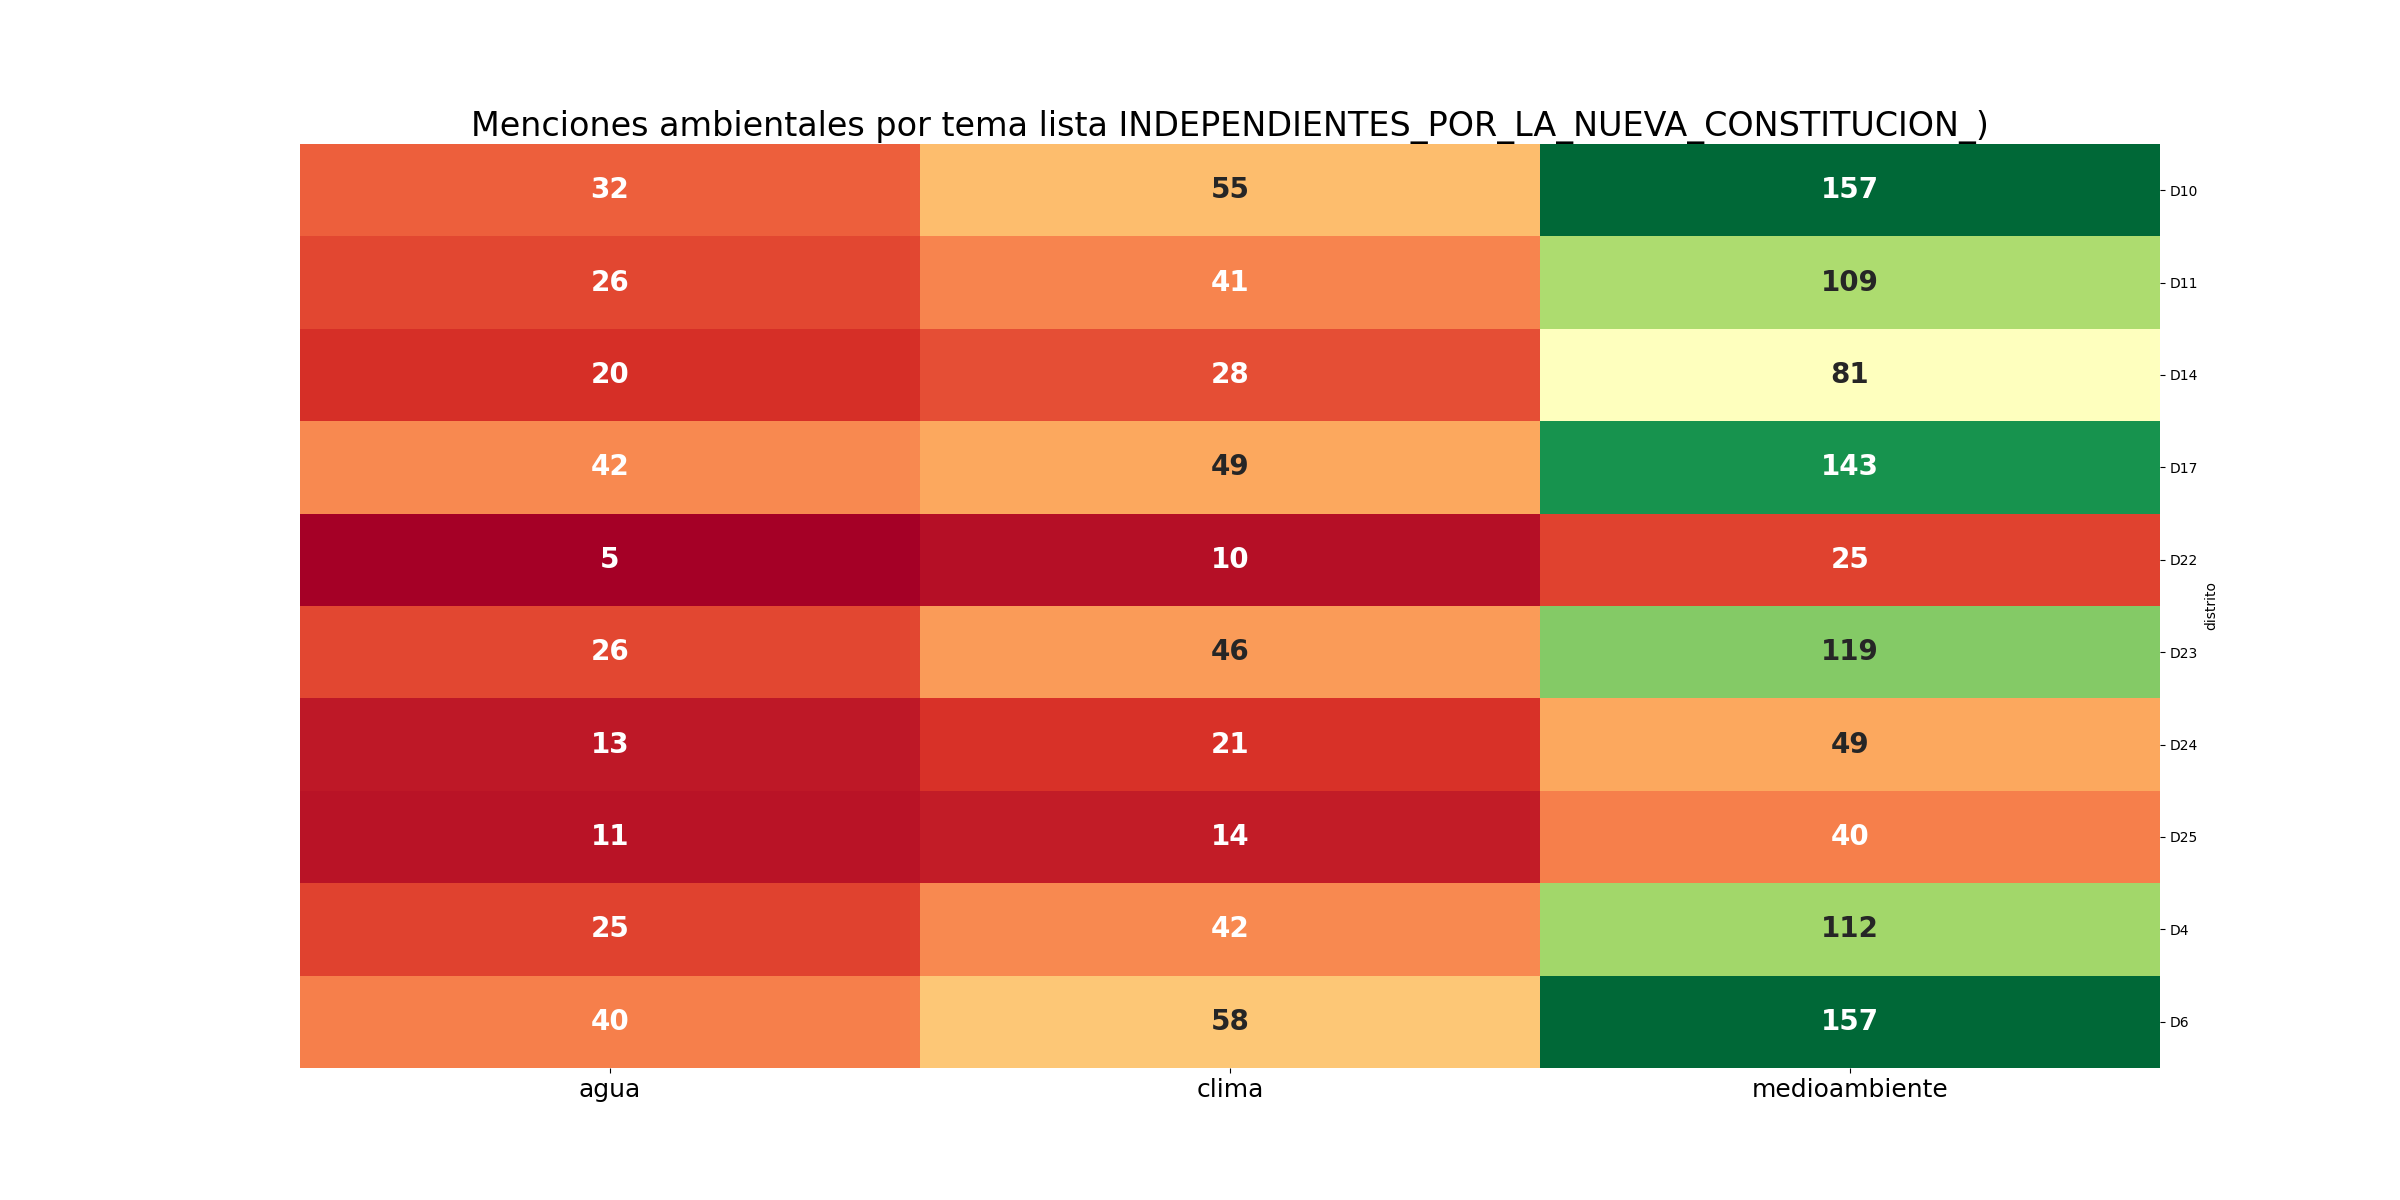 Menciones ambientales por tema lista INDEPENDIENTES_POR_LA_NUEVA_CONSTITUCION_)
32 55 157 D10
26 41 109 D11
20 28 81 D14
42 49 143 D17
5 10 25 D22
distrito
26 46 119 D23
13 21 49 D24
11 14 40 D25
25 42 112 D4
40 58 157 D6
agua clima medioambiente